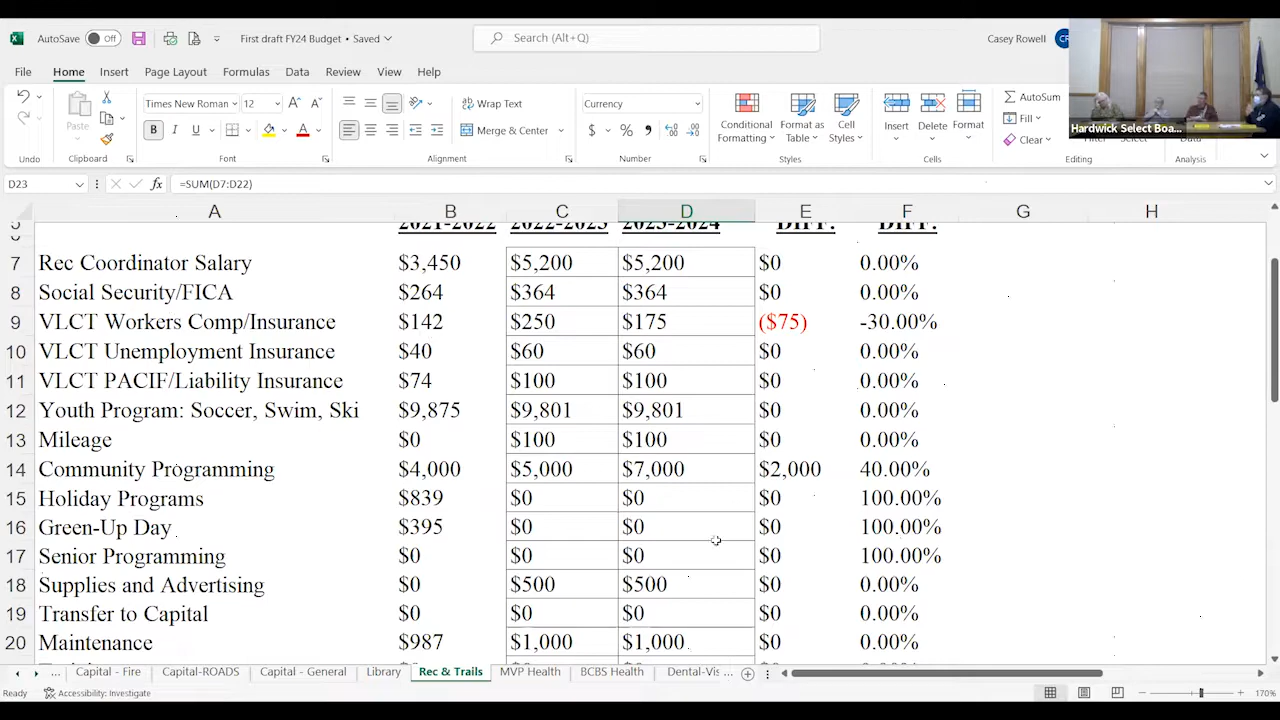 AutoSave Off First draft FY24 Budget • Saved Search (Alt+Q) Casey Rowell CR
File Home Insert Page Layout Formulas Data Review View Help
Times New Roman 12 Wrap Text Currency AutoSum
Paste Merge & Center Conditional Formatting Format as Table Cell Styles Insert Delete Format Fill
Clear
Hardwick Select Boa...
Undo Clipboard Font Alignment Number Styles Cells Editing Analysis
D23 fx =SUM(D7:D22)
A B C D E F G H
2021-2022 2022-2023 2023-2024 DIFF. DIFF.
7 Rec Coordinator Salary $3,450 $5,200 $5,200 $0 0.00%
8 Social Security/FICA $264 $364 $364 $0 0.00%
9 VLCT Workers Comp/Insurance $142 $250 $175 ($75) -30.00%
10 VLCT Unemployment Insurance $40 $60 $60 $0 0.00%
11 VLCT PACIF/Liability Insurance $74 $100 $100 $0 0.00%
12 Youth Program: Soccer, Swim, Ski $9,875 $9,801 $9,801 $0 0.00%
13 Mileage $0 $100 $100 $0 0.00%
14 Community Programming $4,000 $5,000 $7,000 $2,000 40.00%
15 Holiday Programs $839 $0 $0 $0 100.00%
16 Green-Up Day $395 $0 $0 $0 100.00%
17 Senior Programming $0 $0 $0 $0 100.00%
18 Supplies and Advertising $0 $500 $500 $0 0.00%
19 Transfer to Capital $0 $0 $0 $0 0.00%
20 Maintenance $987 $1,000 $1,000 $0 0.00%
... Capital - Fire Capital-ROADS Capital - General Library Rec & Trails MVP Health BCBS Health Dental-Vis ...
Ready Accessibility: Investigate 170%